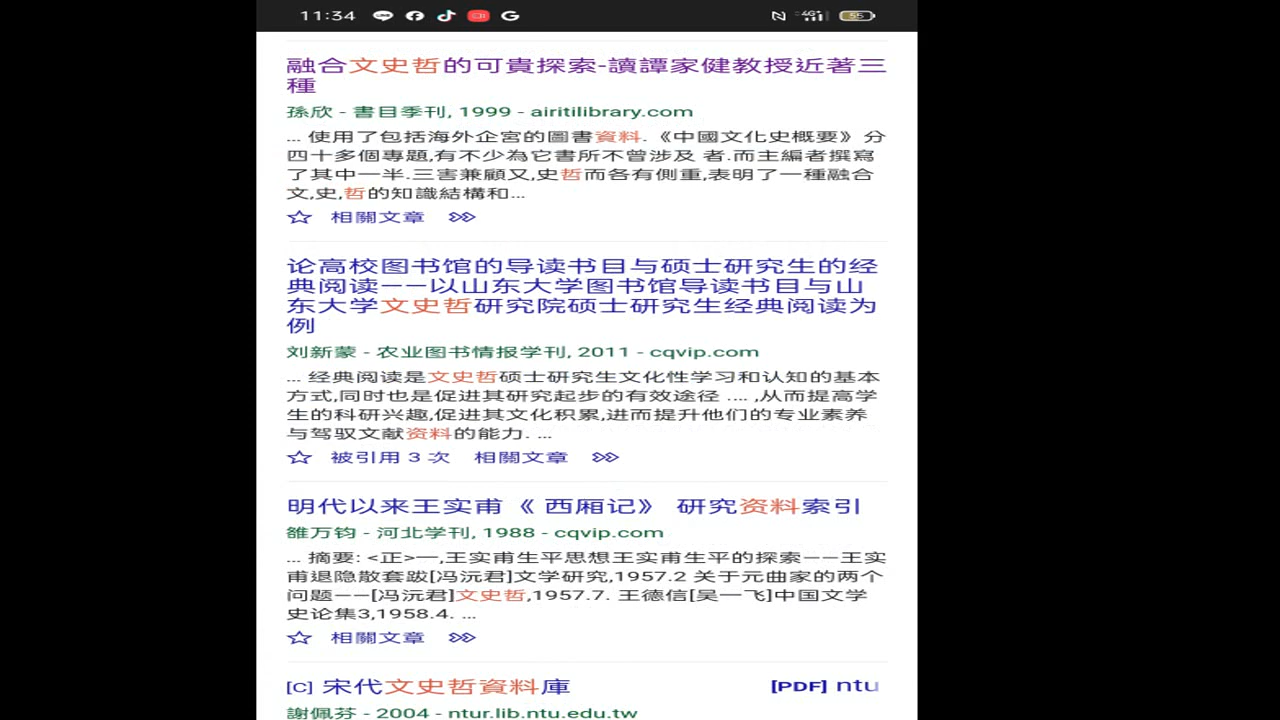 11:34
4G+
55
融合文史哲的可貴探索-讀譚家健教授近著三
種
孫欣 - 書目季刊, 1999 - airitilibrary.com
... 使用了包括海外企宮的圖書資料. 《中國文化史概要》 分
四十多個專題,有不少為它書所不曾涉及 者.而主編者撰寫
了其中一半.三害兼顧又,史哲而各有側重,表明了一種融合
文,史,哲的知識結構和...
相關文章
论高校图书馆的导读书目与硕士研究生的经
典阅读——以山东大学图书馆导读书目与山
东大学文史哲研究院硕士研究生经典阅读为
例
刘新蒙 - 农业图书情报学刊, 2011 - cqvip.com
... 经典阅读是文史哲硕士研究生文化性学习和认知的基本
方式,同时也是促进其研究起步的有效途径 .... ,从而提高学
生的科研兴趣,促进其文化积累,进而提升他们的专业素养
与驾驭文献资料的能力. ...
被引用 3 次 相關文章
明代以来王实甫 《 西厢记》 研究资料索引
雒万钧 - 河北学刊, 1988 - cqvip.com
... 摘要: <正>一,王实甫生平思想王实甫生平的探索——王实
甫退隐散套跋[冯沅君]文学研究,1957.2 关于元曲家的两个
问题——[冯沅君]文史哲,1957.7. 王德信[吴一飞]中国文学
史论集3,1958.4. ...
相關文章
[C] 宋代文史哲資料庫 [PDF] ntu
謝佩芬 - 2004 - ntur.lib.ntu.edu.tw